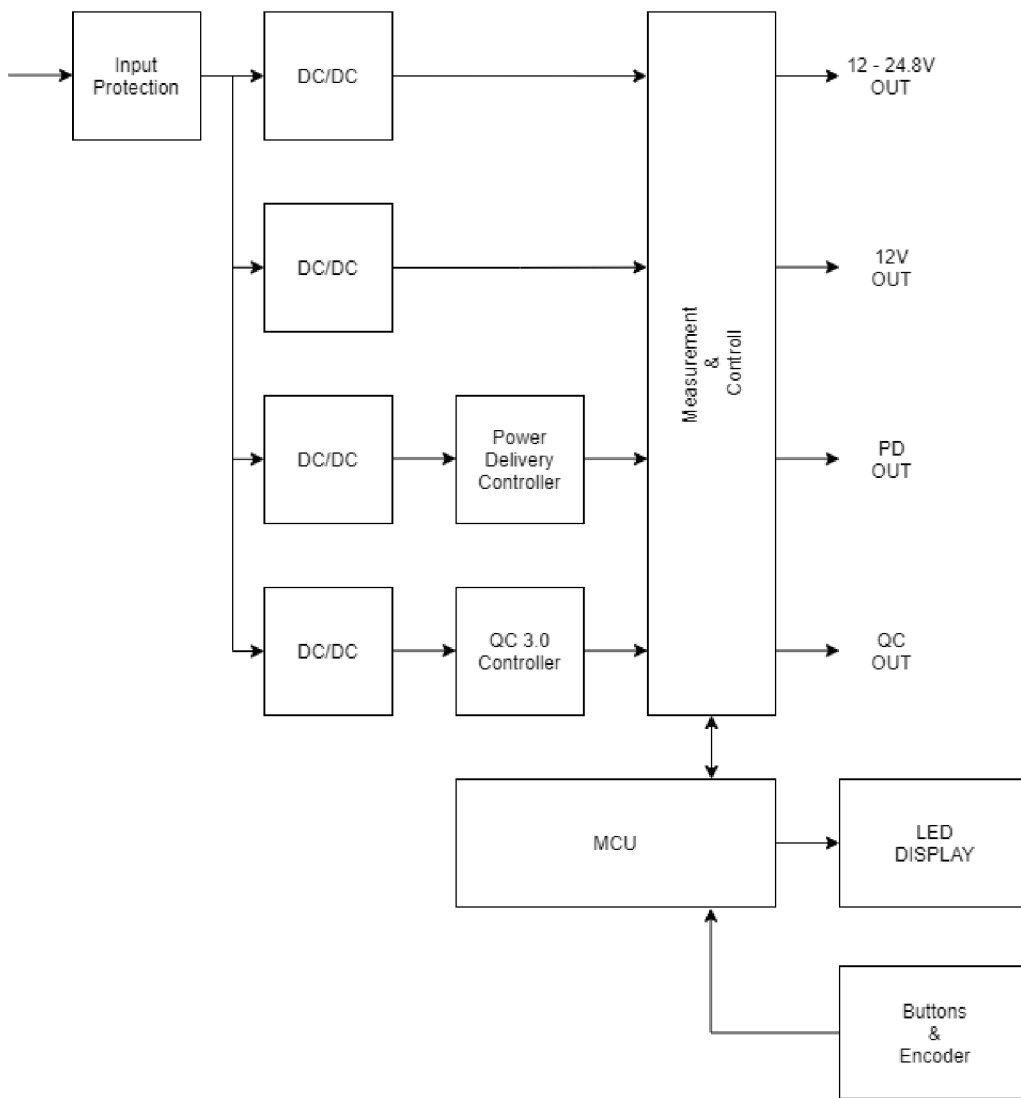 Input
Protection
DC/DC
12 - 24.8V
OUT
DC/DC
12V
OUT
Measurement
&
Controll
DC/DC
Power
Delivery
Controller
PD
OUT
DC/DC
QC 3.0
Controller
QC
OUT
MCU
LED
DISPLAY
Buttons
&
Encoder